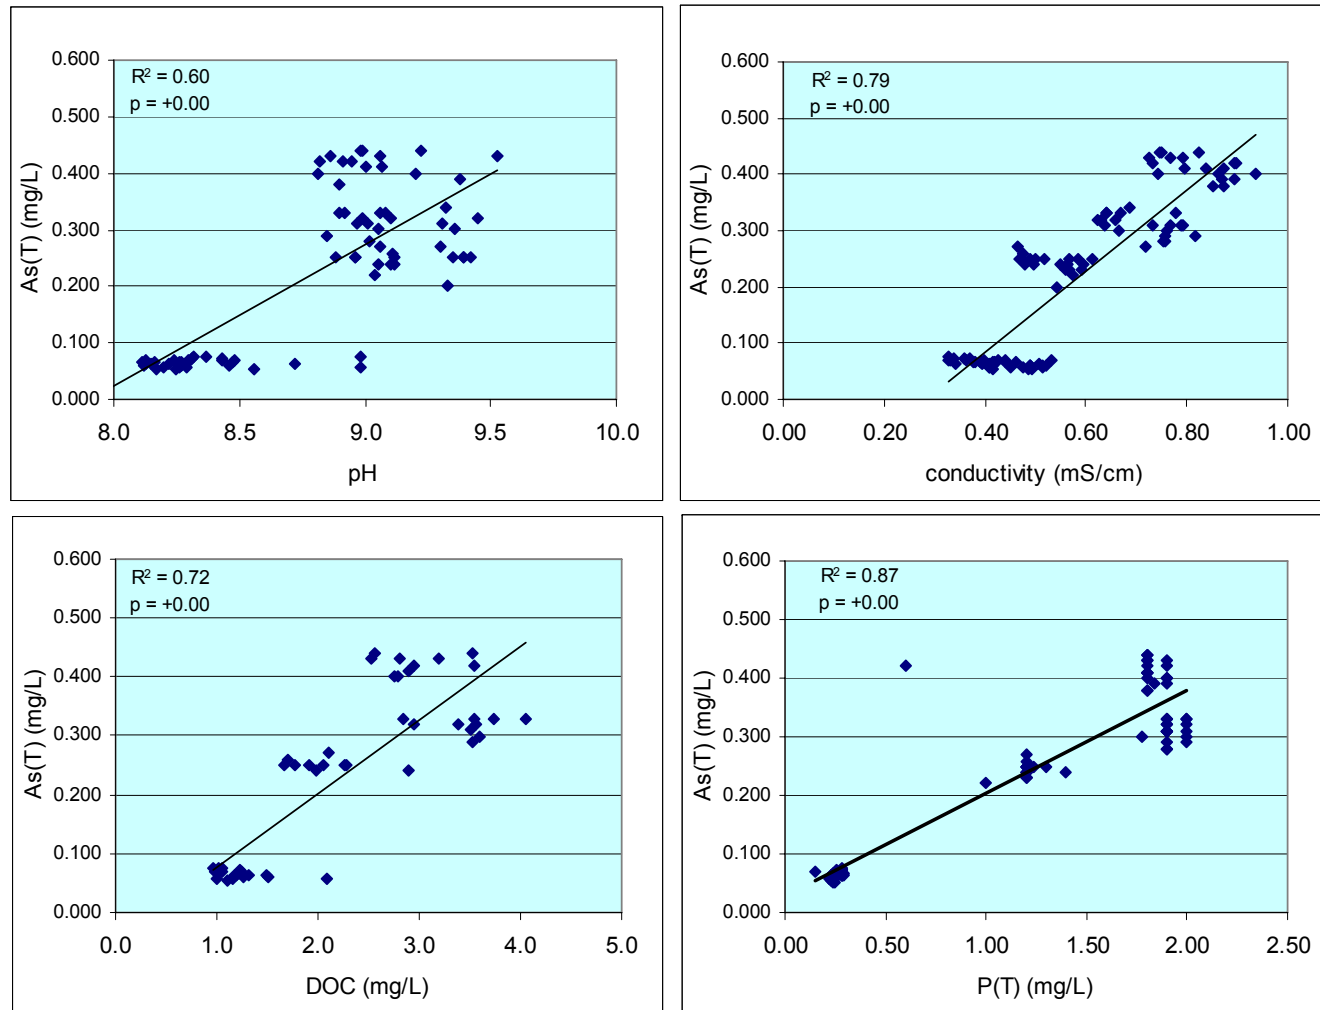 0.600
0.500
0.400
0.300
0.200
0.100
0.000
As(T) (mg/L)
R² = 0.60
p = +0.00
8.0 8.5 9.0 9.5 10.0
pH
0.600
0.500
0.400
0.300
0.200
0.100
0.000
As(T) (mg/L)
R² = 0.79
p = +0.00
0.00 0.20 0.40 0.60 0.80 1.00
conductivity (mS/cm)
0.600
0.500
0.400
0.300
0.200
0.100
0.000
As(T) (mg/L)
R² = 0.72
p = +0.00
0.0 1.0 2.0 3.0 4.0 5.0
DOC (mg/L)
0.600
0.500
0.400
0.300
0.200
0.100
0.000
As(T) (mg/L)
R² = 0.87
p = +0.00
0.00 0.50 1.00 1.50 2.00 2.50
P(T) (mg/L)